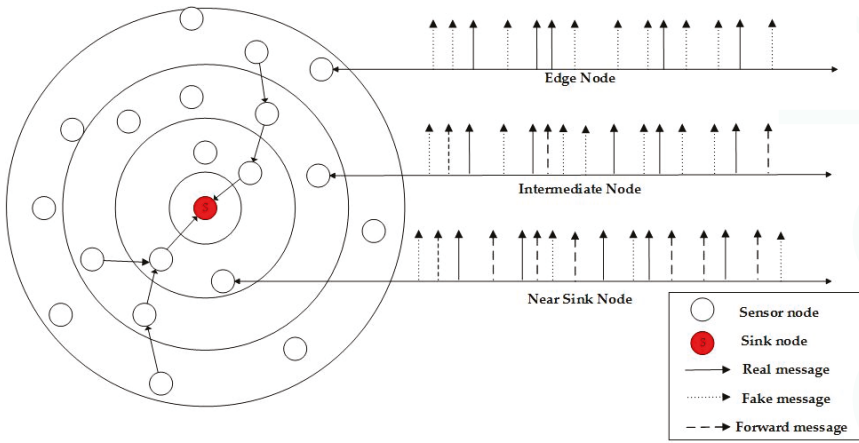 Edge Node
Intermediate Node
S
Near Sink Node
Sensor node
S
Sink node
Real message
Fake message
Forward message